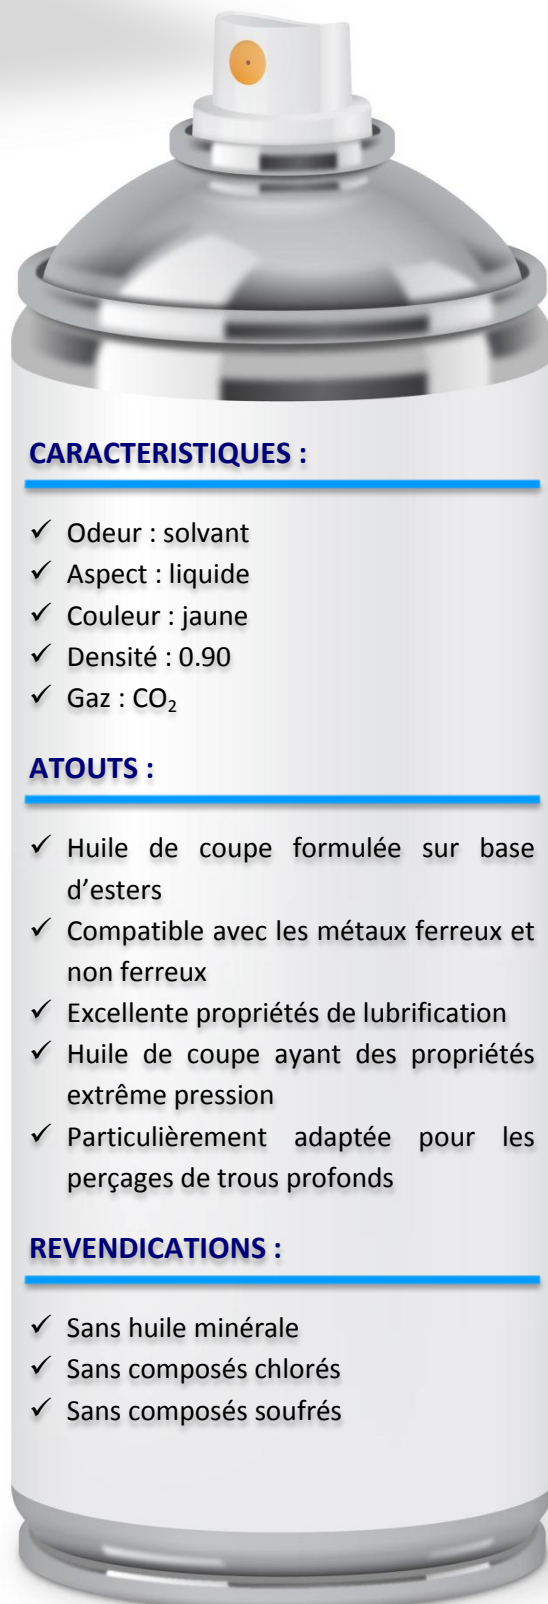 CARACTERISTIQUES :
✓ Odeur : solvant
✓ Aspect : liquide
✓ Couleur : jaune
✓ Densité : 0.90
✓ Gaz : CO₂
ATOUTS :
✓ Huile de coupe formulée sur base
d’esters
✓ Compatible avec les métaux ferreux et
non ferreux
✓ Excellente propriétés de lubrification
✓ Huile de coupe ayant des propriétés
extrême pression
✓ Particulièrement adaptée pour les
perçages de trous profonds
REVENDICATIONS :
✓ Sans huile minérale
✓ Sans composés chlorés
✓ Sans composés soufrés